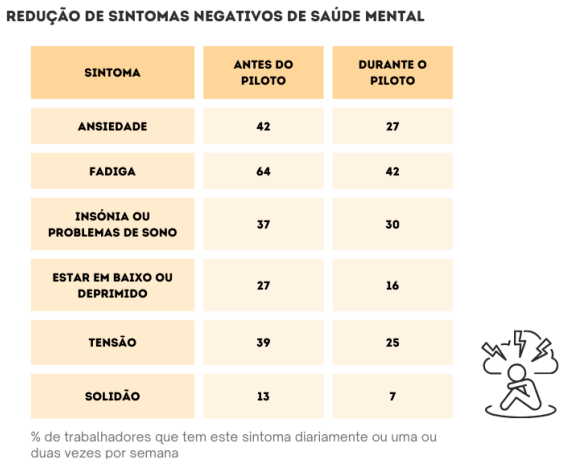 REDUÇÃO DE SINTOMAS NEGATIVOS DE SAÚDE MENTAL
SINTOMA
ANTES DO
PILOTO
DURANTE O
PILOTO
ANSIEDADE
42
27
FADIGA
64
42
INSÓNIA OU
PROBLEMAS DE SONO
37
30
ESTAR EM BAIXO OU
DEPRIMIDO
27
16
TENSÃO
39
25
SOLIDÃO
13
7
% de trabalhadores que tem este sintoma diariamente ou uma ou
duas vezes por semana